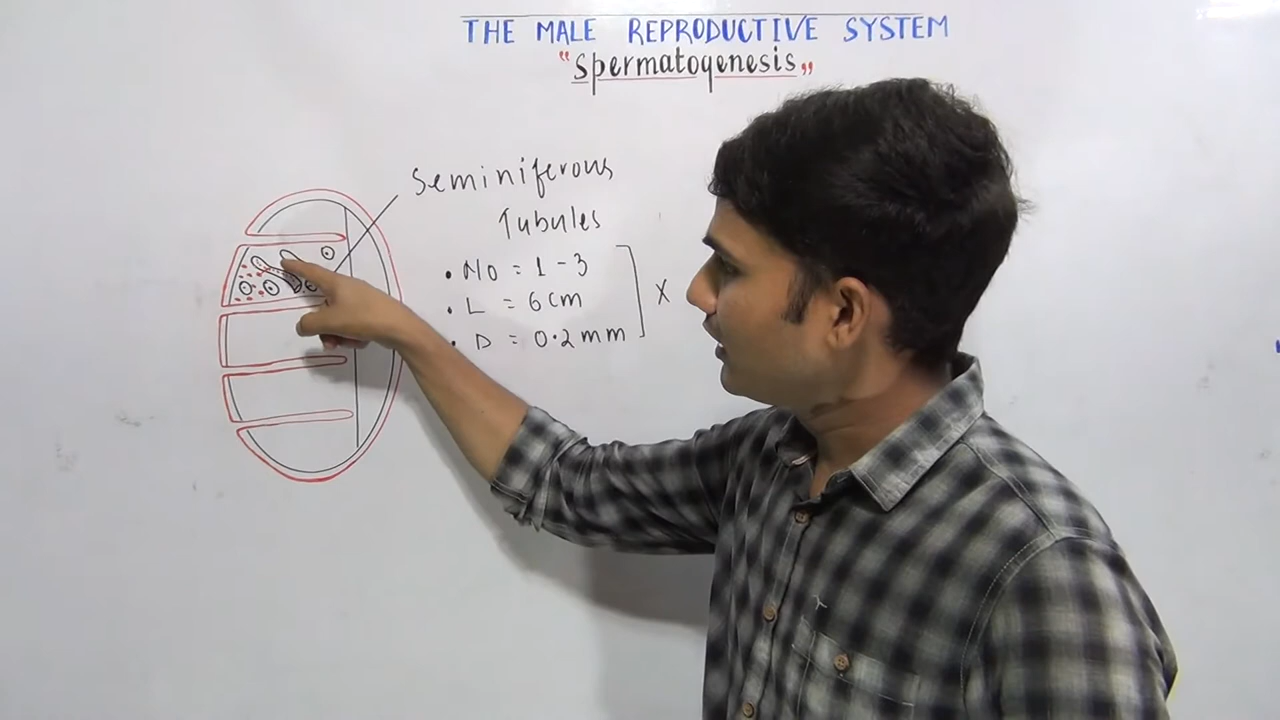 THE MALE REPRODUCTIVE SYSTEM
"Spermatogenesis"
Seminiferous
Tubules
• No = 1-3
• L = 6 cm
• D = 0.2 mm
X